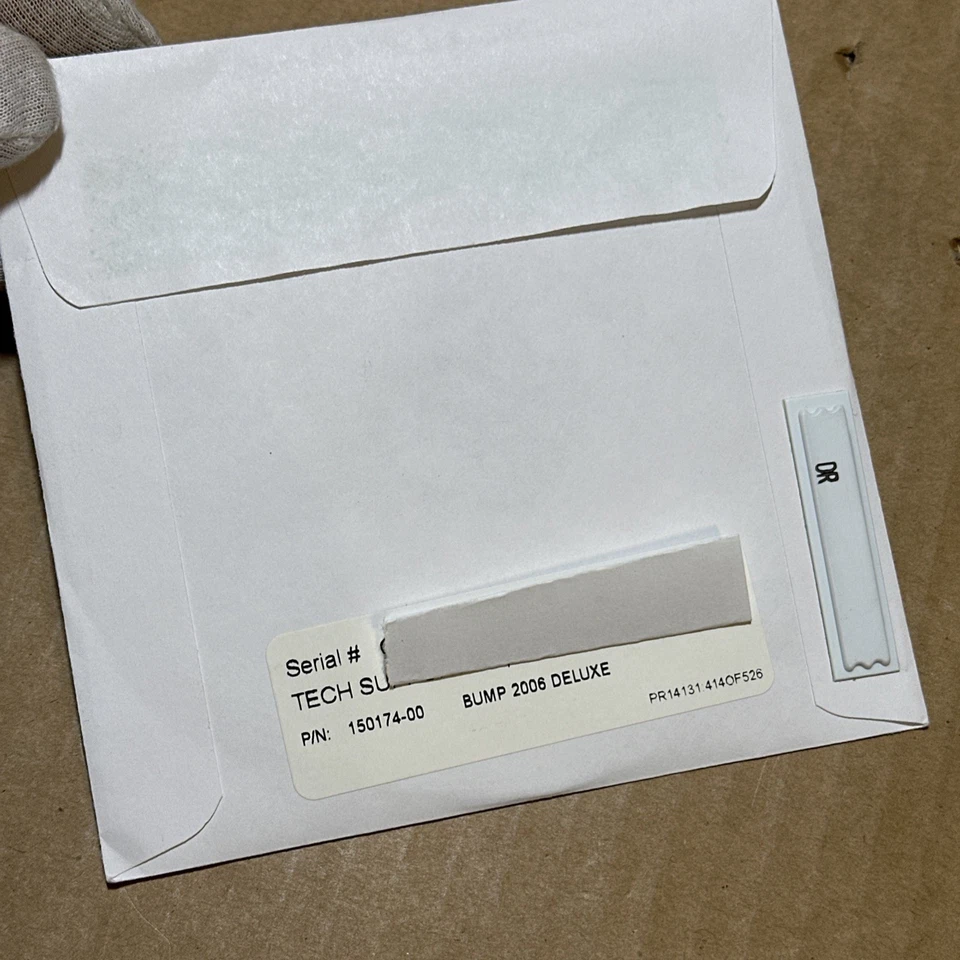 Serial #
TECH SU
P/N: 150174-00 BUMP 2006 DELUXE
PR14131 414OF526
DR